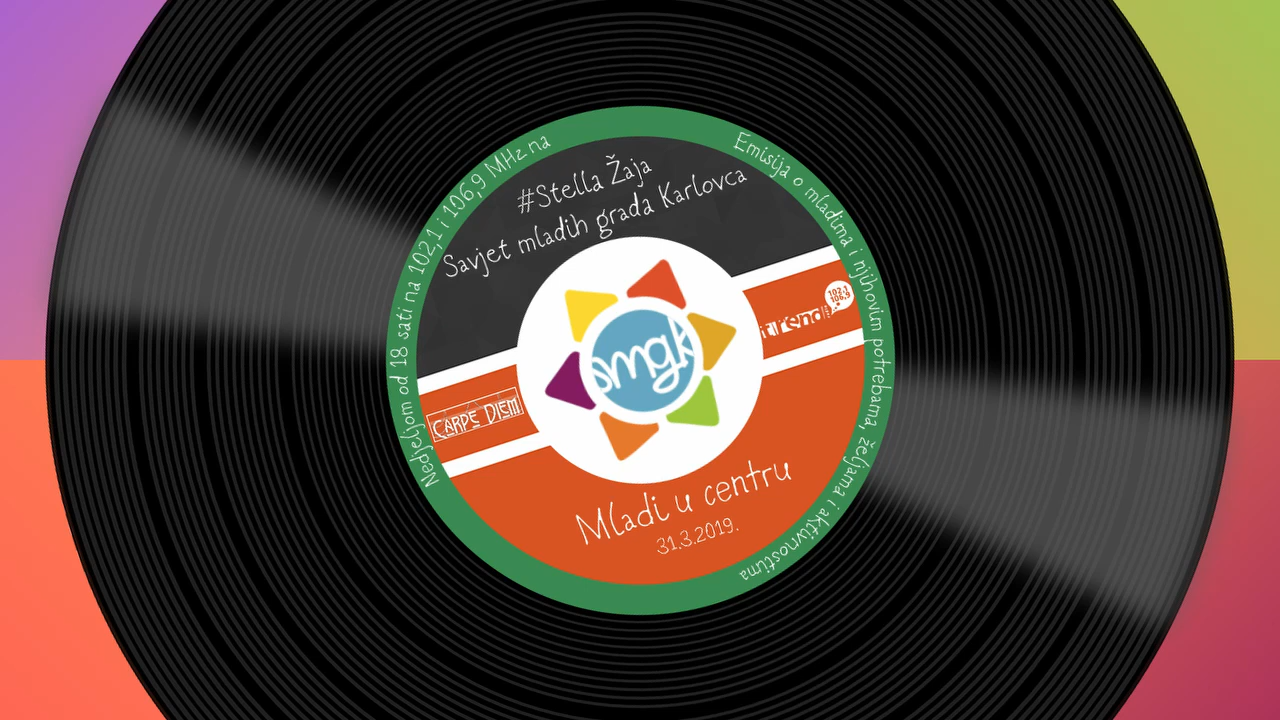 Nedjeljom od 18 sati na 102,1 i 106,9 MHz na
Emisija o mladima i njihovim potrebama, željama i aktivnostima
#Stella Žaja
Savjet mladih grada Karlovca
102.1
106.9
trend
smgk
CARPE DIEM
Mladi u centru
31.3.2019.